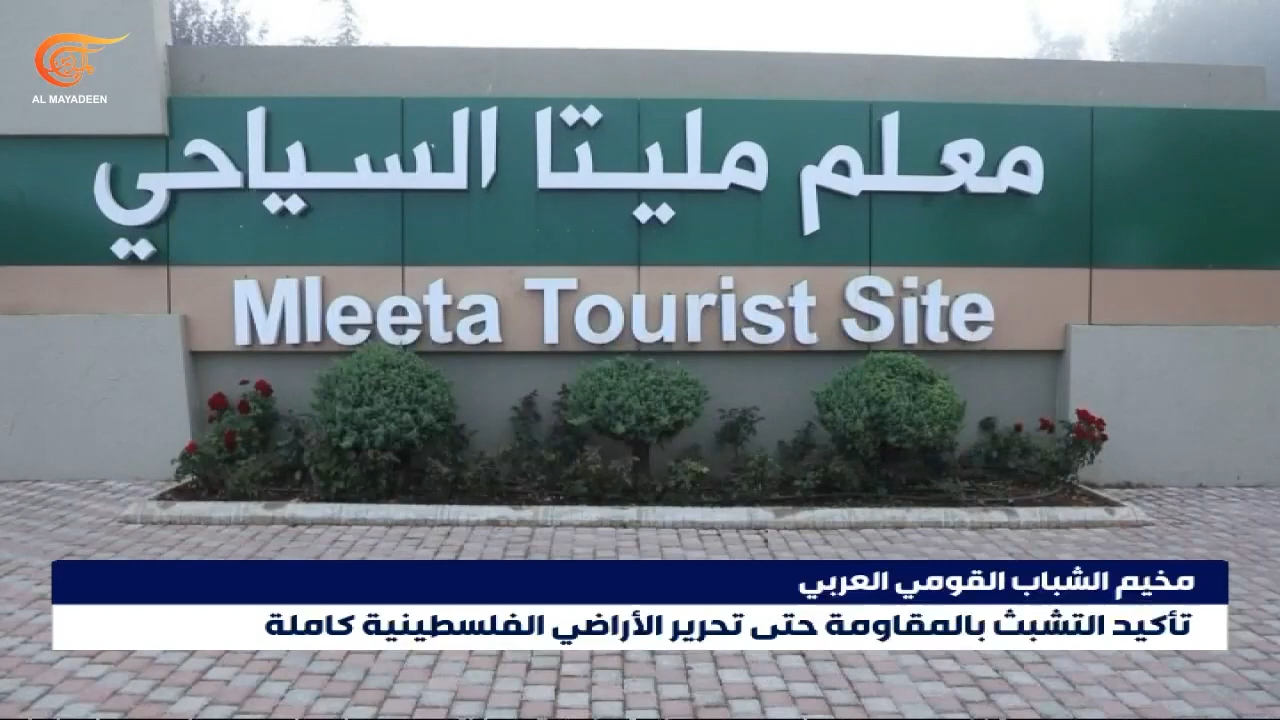 AL MAYADEEN
معلم مليتا السياحي
Mleeta Tourist Site
مخيم الشباب القومي العربي
تأكيد التشبث بالمقاومة حتى تحرير الأراضي الفلسطينية كاملة